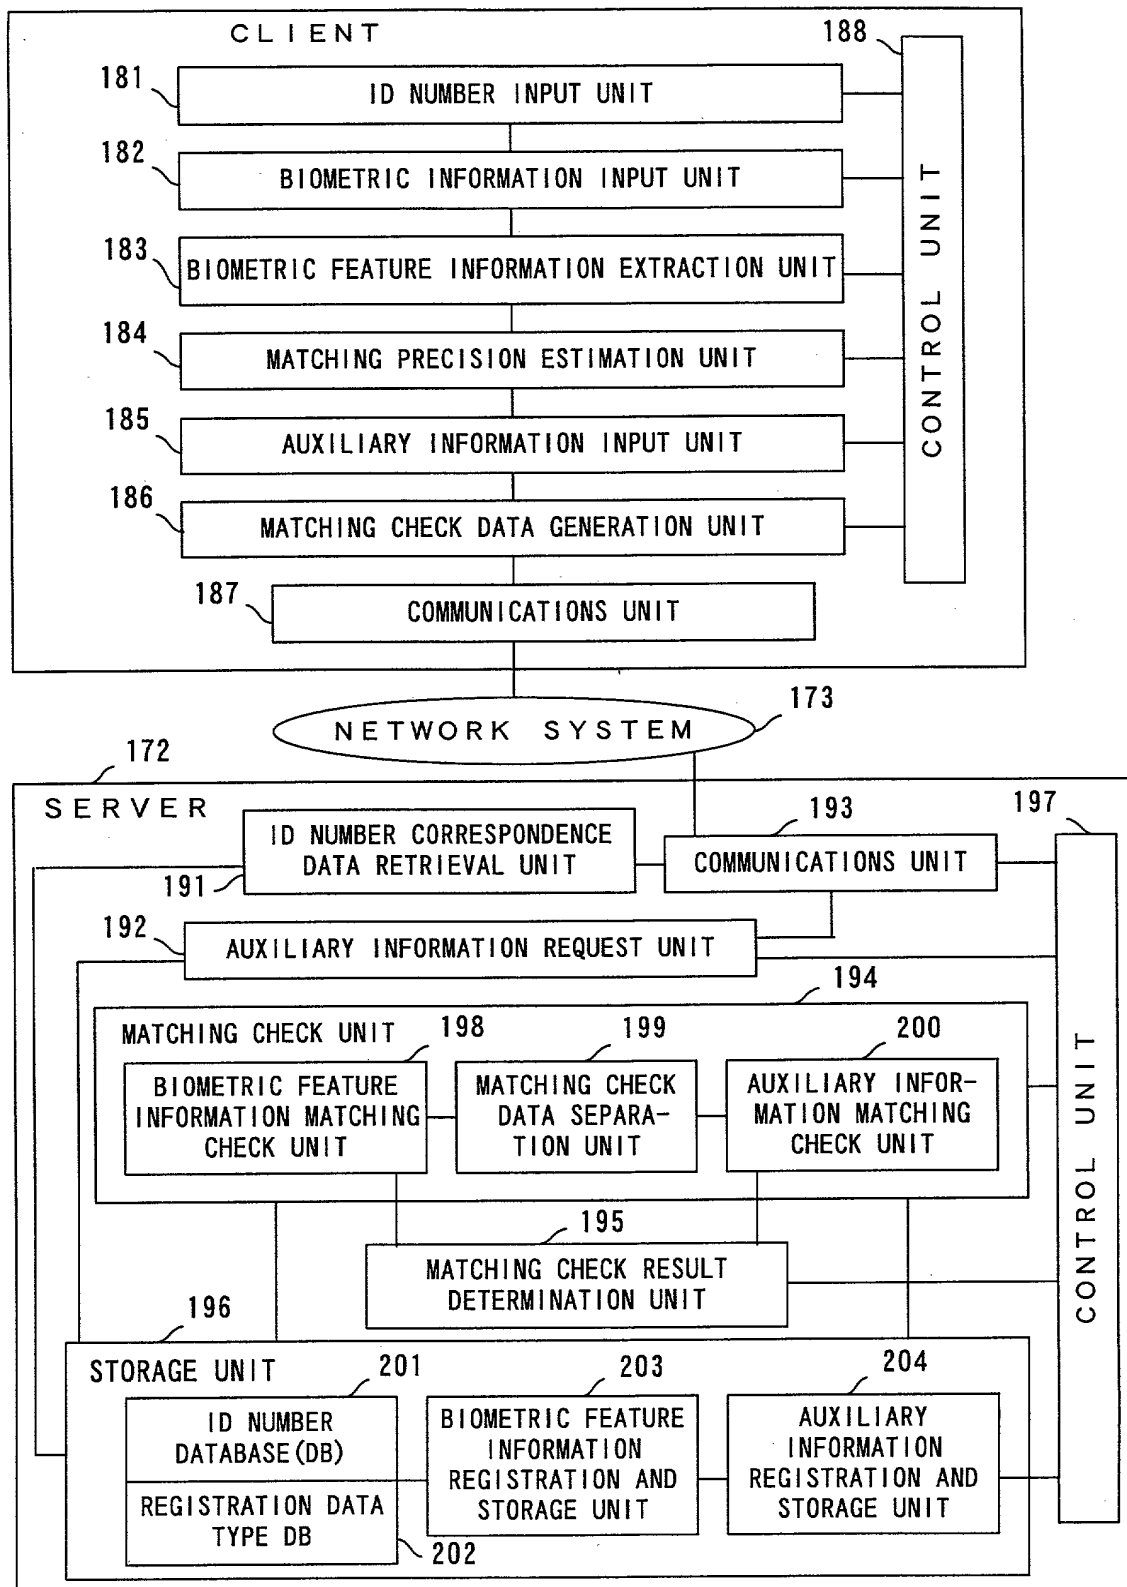 CLIENT
188
181
ID NUMBER INPUT UNIT
182
BIOMETRIC INFORMATION INPUT UNIT
183
BIOMETRIC FEATURE INFORMATION EXTRACTION UNIT
184
MATCHING PRECISION ESTIMATION UNIT
185
AUXILIARY INFORMATION INPUT UNIT
186
MATCHING CHECK DATA GENERATION UNIT
187
COMMUNICATIONS UNIT
CONTROL UNIT
173
NETWORK SYSTEM
172
SERVER
197
193
ID NUMBER CORRESPONDENCE
DATA RETRIEVAL UNIT
191
COMMUNICATIONS UNIT
192
AUXILIARY INFORMATION REQUEST UNIT
194
MATCHING CHECK UNIT
198
199
200
BIOMETRIC FEATURE
INFORMATION MATCHING
CHECK UNIT
MATCHING CHECK
DATA SEPARA-
TION UNIT
AUXILIARY INFOR-
MATION MATCHING
CHECK UNIT
195
MATCHING CHECK RESULT
DETERMINATION UNIT
CONTROL UNIT
196
STORAGE UNIT
201
203
204
ID NUMBER
DATABASE(DB)
REGISTRATION DATA
TYPE DB
202
BIOMETRIC FEATURE
INFORMATION
REGISTRATION AND
STORAGE UNIT
AUXILIARY
INFORMATION
REGISTRATION AND
STORAGE UNIT